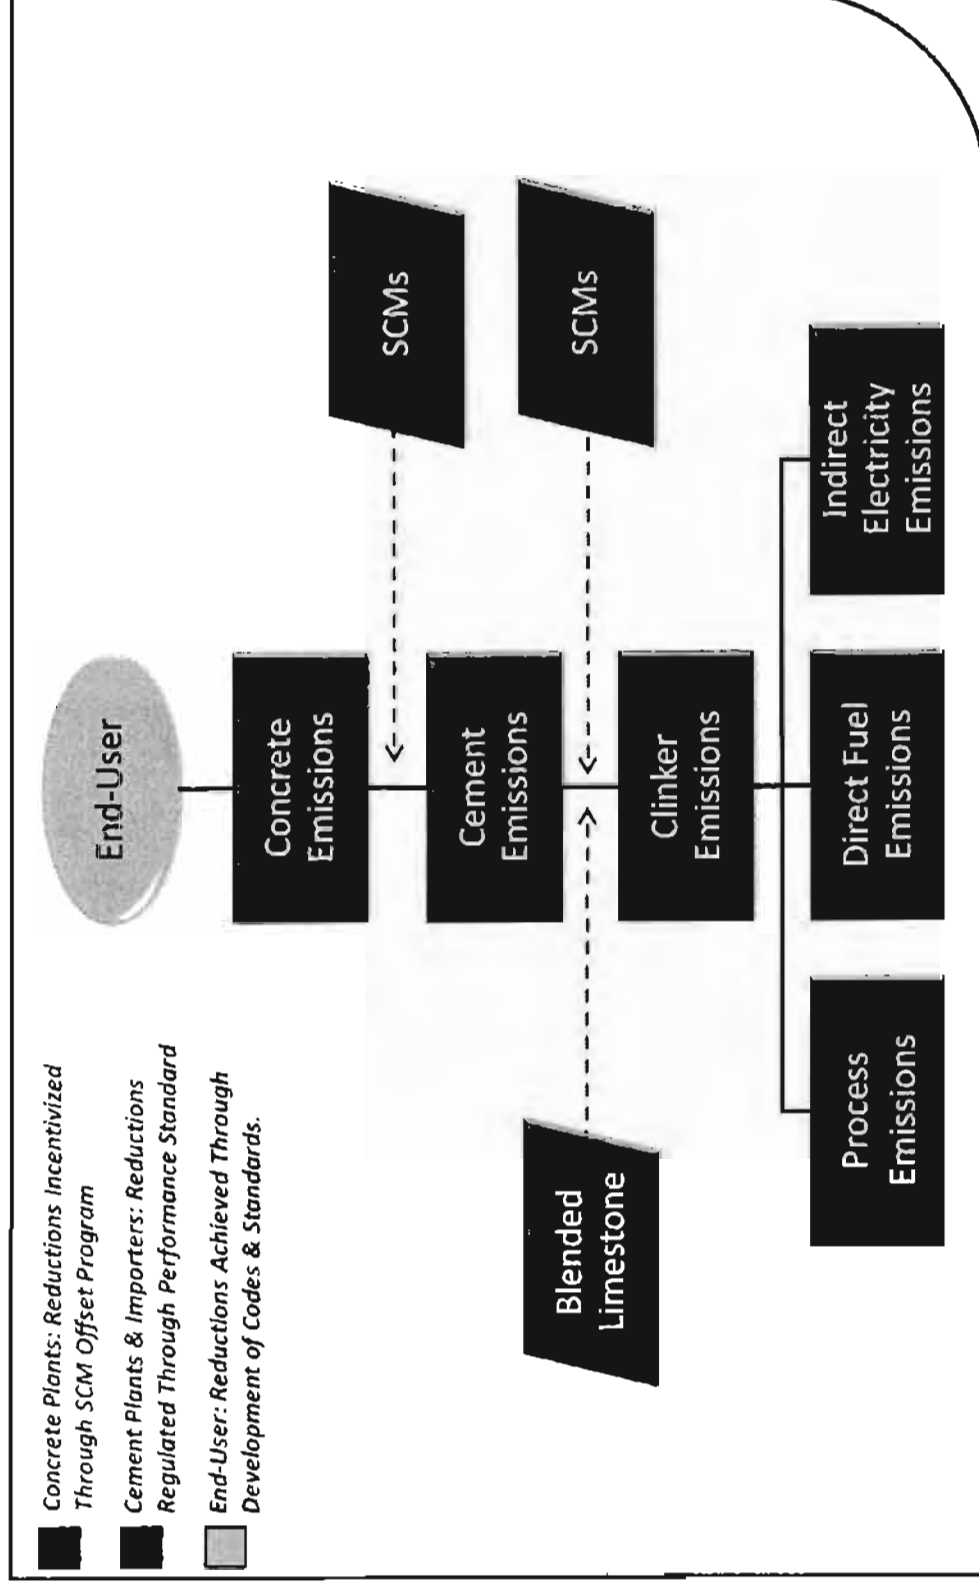 Concrete Plants: Reductions Incentivized
Through SCM Offset Program
Cement Plants & Importers: Reductions
Regulated Through Performance Standard
End-User: Reductions Achieved Through
Development of Codes & Standards.
End-User
Concrete
Emissions
SCMs
Cement
Emissions
Blended
Limestone
SCMs
Clinker
Emissions
Process
Emissions
Direct Fuel
Emissions
Indirect
Electricity
Emissions